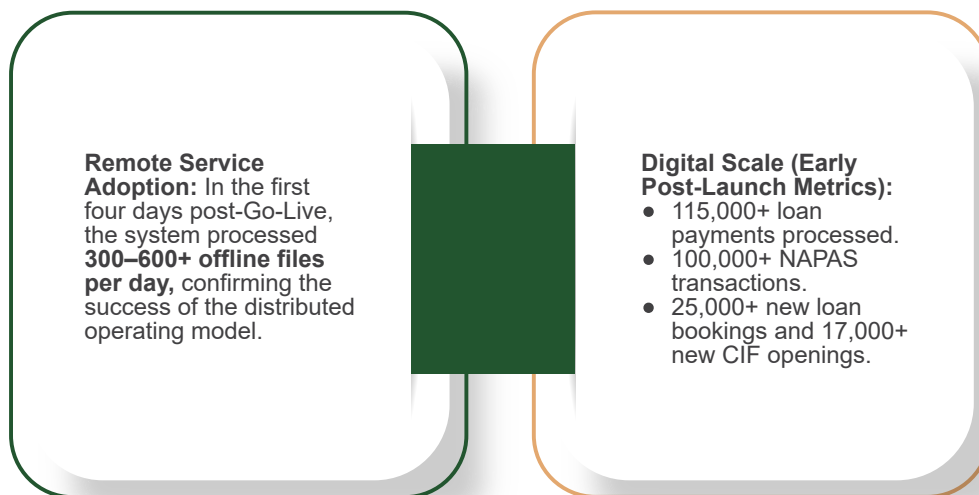 Remote Service
Adoption: In the first
four days post-Go-Live,
the system processed
300–600+ offline files
per day, confirming the
success of the distributed
operating model.
Digital Scale (Early
Post-Launch Metrics):
● 115,000+ loan
payments processed.
● 100,000+ NAPAS
transactions.
● 25,000+ new loan
bookings and 17,000+
new CIF openings.